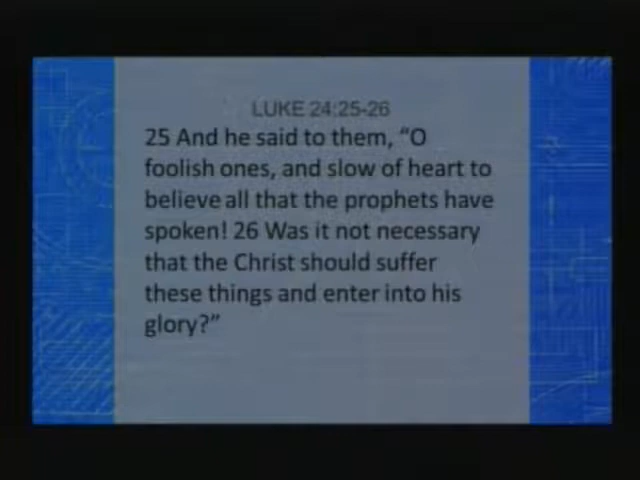 LUKE 24:25-26
25 And he said to them, “O
foolish ones, and slow of heart to
believe all that the prophets have
spoken! 26 Was it not necessary
that the Christ should suffer
these things and enter into his
glory?”